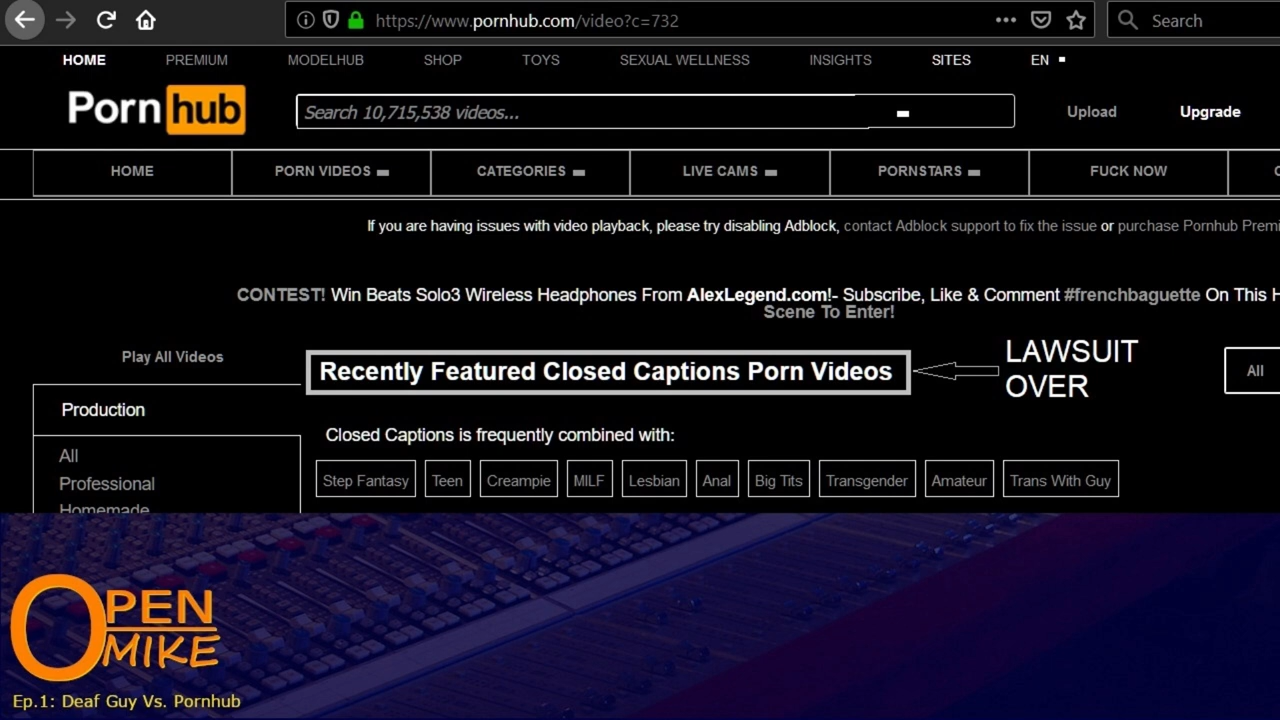 https://www.pornhub.com/video?c=732
Search
HOME PREMIUM MODELHUB SHOP TOYS SEXUAL WELLNESS INSIGHTS SITES EN
Pornhub
Search 10,715,538 videos...
Upload Upgrade
HOME PORN VIDEOS CATEGORIES LIVE CAMS PORNSTARS FUCK NOW
If you are having issues with video playback, please try disabling Adblock, contact Adblock support to fix the issue or purchase Pornhub Premi
CONTEST! Win Beats Solo3 Wireless Headphones From AlexLegend.com!- Subscribe, Like & Comment #frenchbaguette On This H
Scene To Enter!
Play All Videos
Recently Featured Closed Captions Porn Videos
LAWSUIT
OVER
All
Production
Closed Captions is frequently combined with:
All
Step Fantasy Teen Creampie MILF Lesbian Anal Big Tits Transgender Amateur Trans With Guy
Professional
Homemade
OPEN
MIKE
Ep.1: Deaf Guy Vs. Pornhub